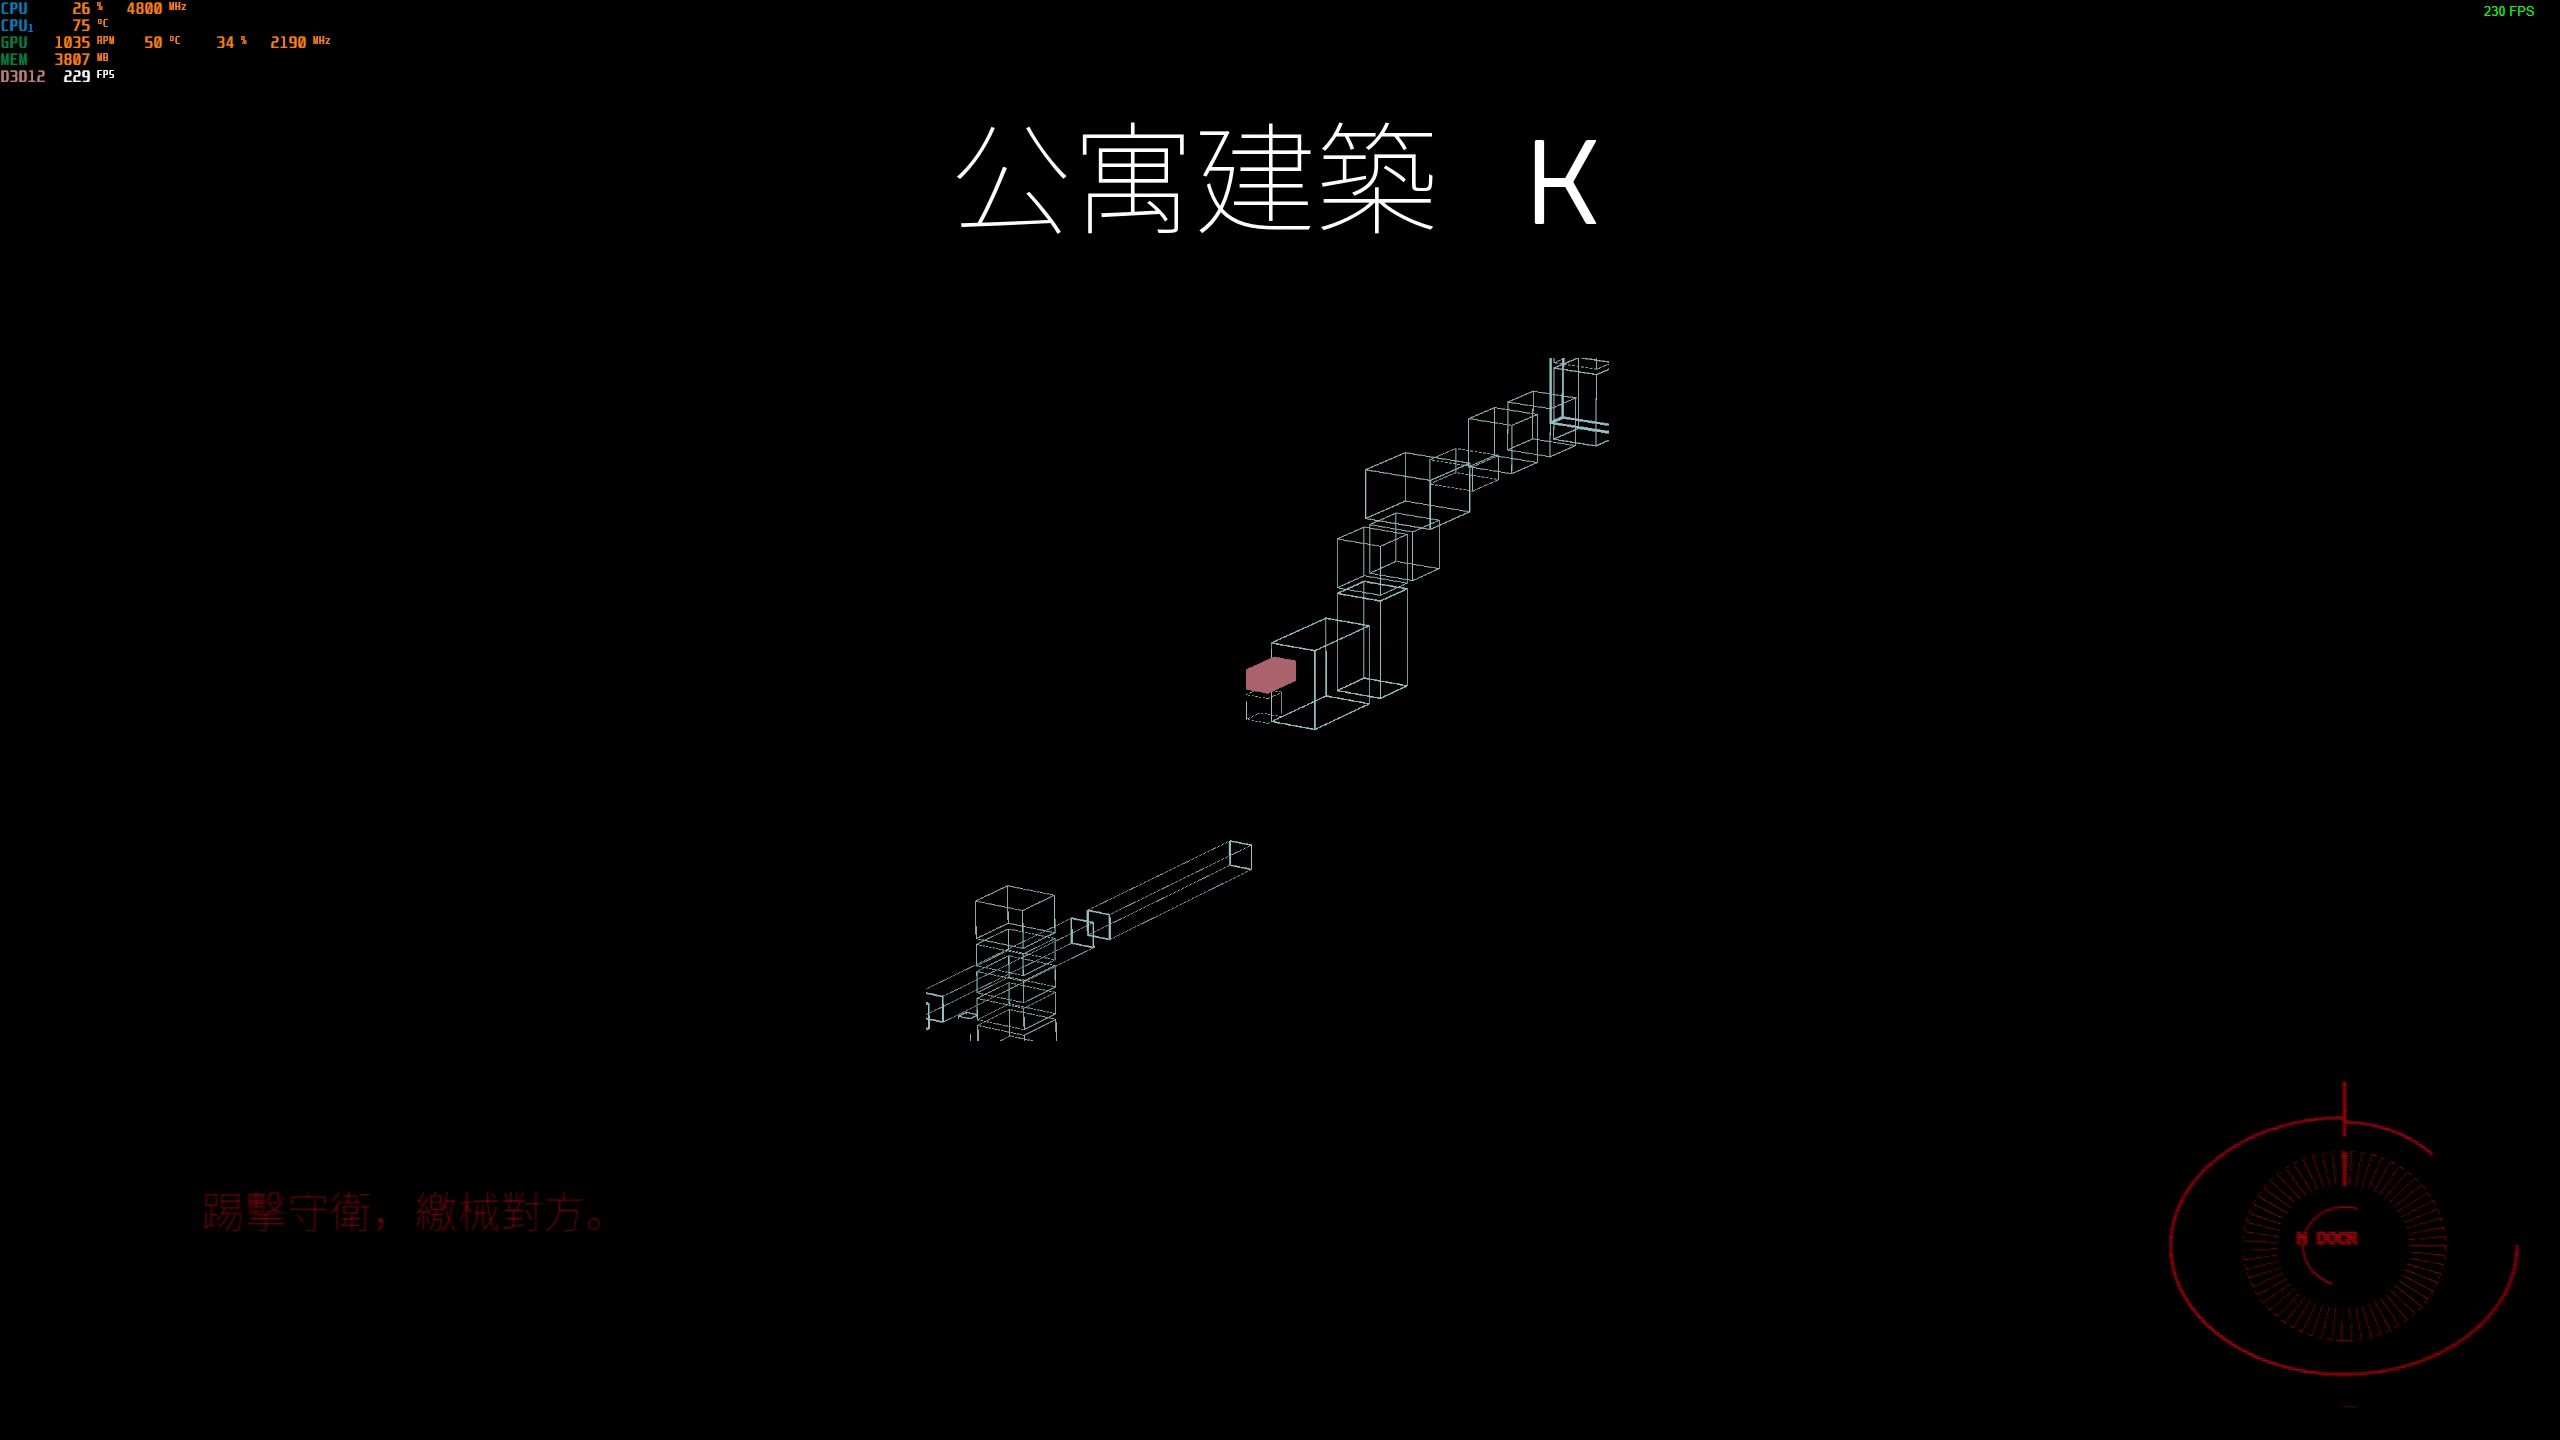 CPU 26 % 4800 MHz
CPU1 75 °C
GPU 1035 RPM 50 °C 34 % 2190 MHz
MEM 3807 MB
D3D12 229 FPS
230 FPS
公寓建築 K
踢擊守衛，繳械對方。
N DOOR